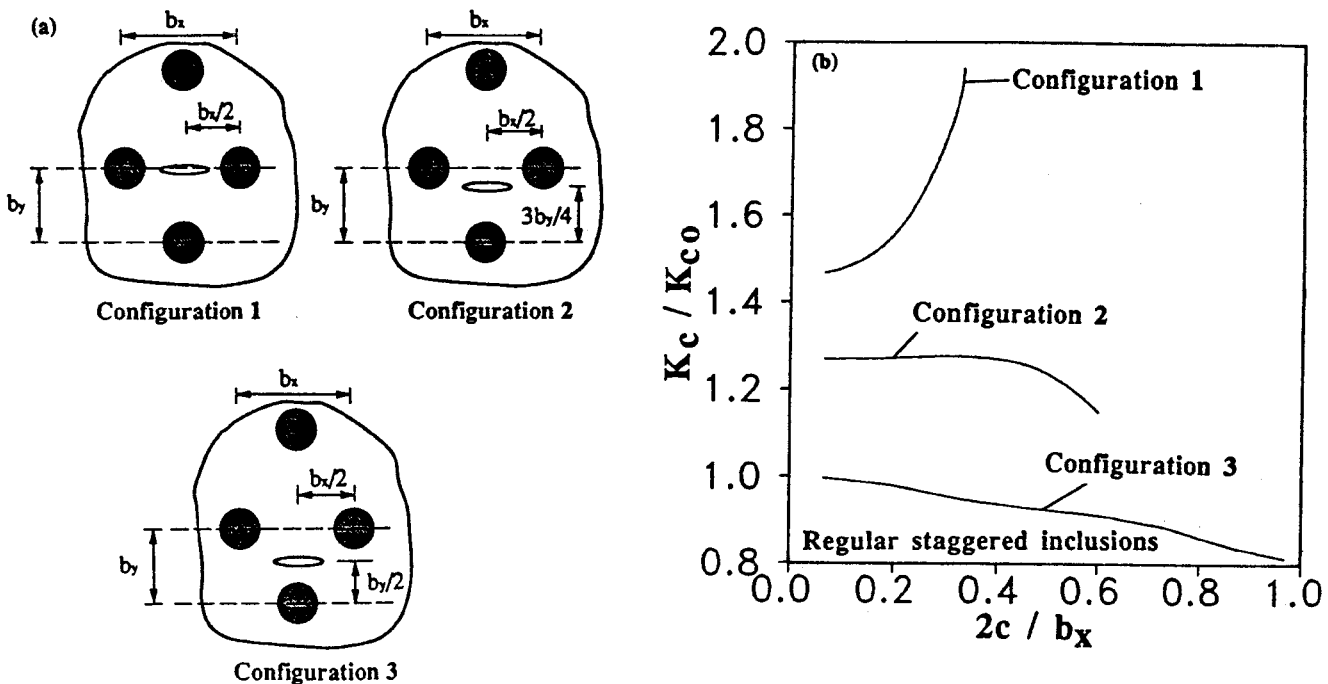 (a)
bx
bx/2
by
Configuration 1
bx
bx/2
by
3by/4
Configuration 2
bx
bx/2
by
by/2
Configuration 3
(b)
2.0
1.8
1.6
1.4
1.2
1.0
0.8
Kc / Kco
Configuration 1
Configuration 2
Configuration 3
Regular staggered inclusions
0.0 0.2 0.4 0.6 0.8 1.0
2c / bx